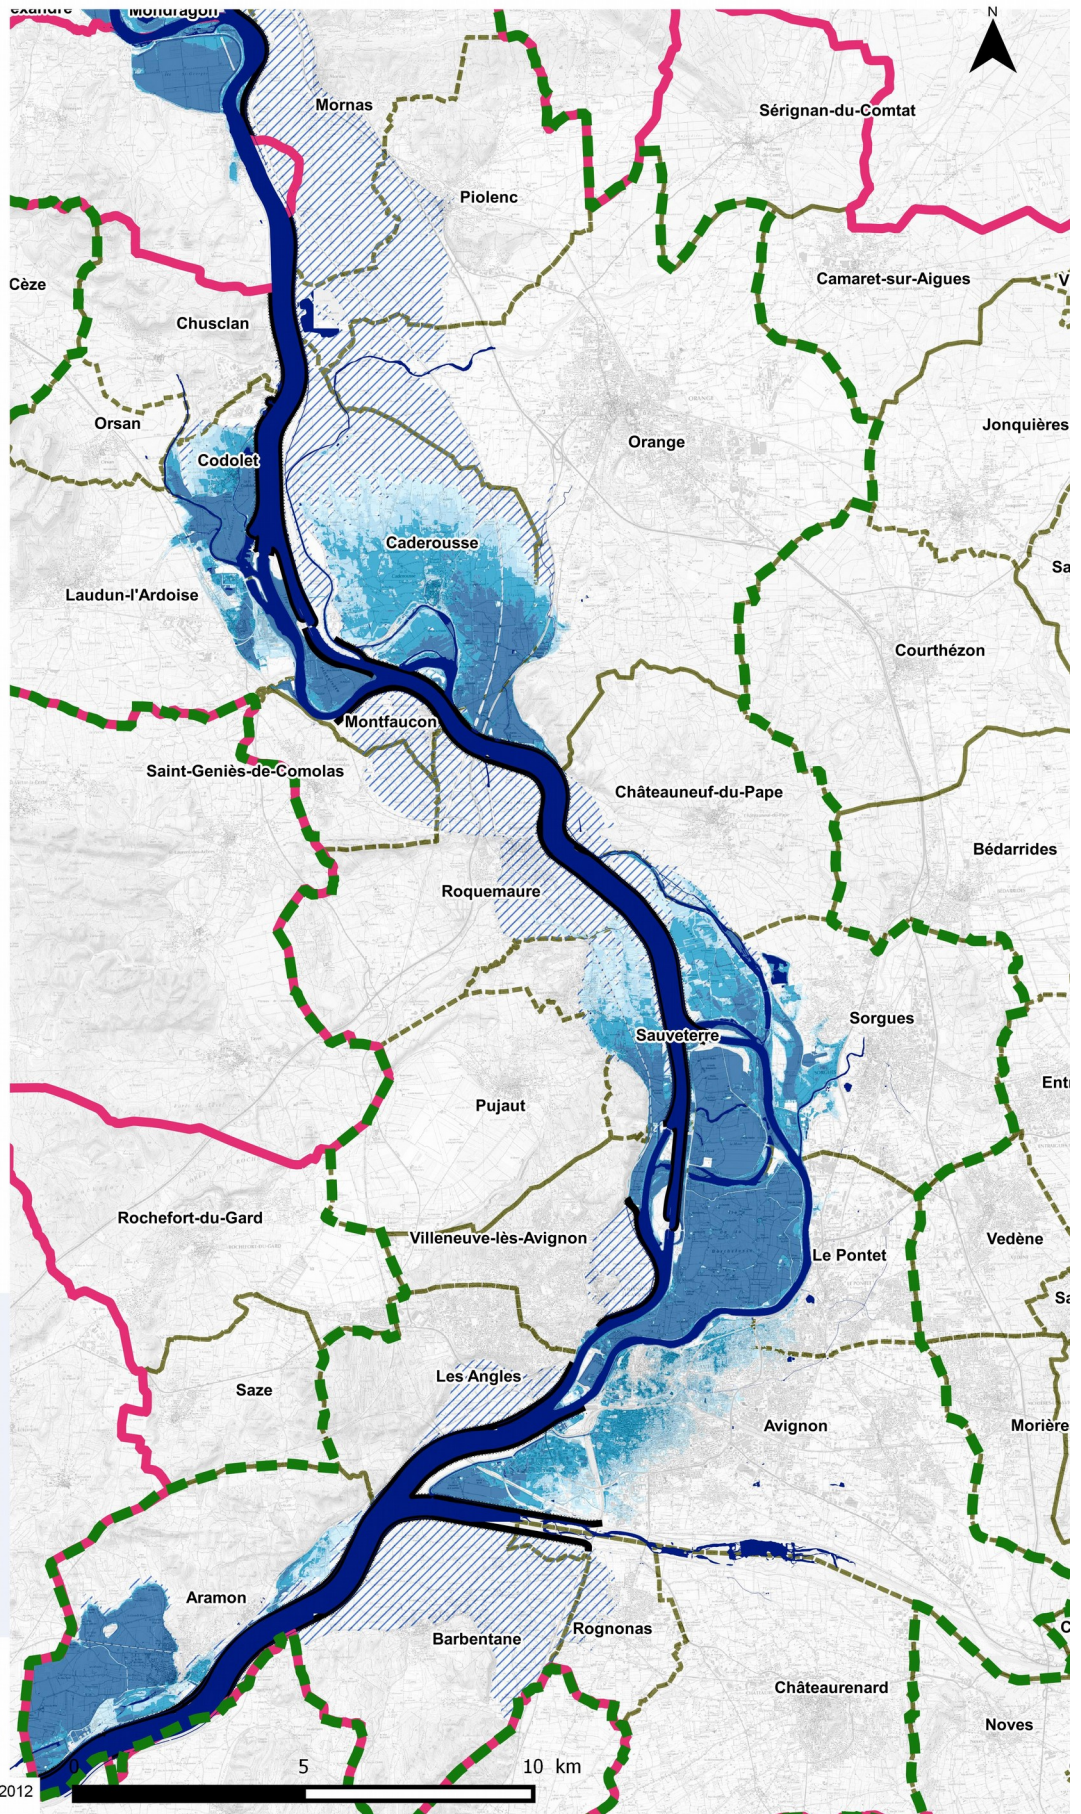 Mondragon
N
Mornas
Sérignan-du-Comtat
Piolenc
Cèze
Camaret-sur-Aigues
Chusclan
Orsan
Jonquières
Orange
ORANGE
Codolet
Caderousse
Laudun-l'Ardoise
Courthézon
Montfaucon
Saint-Geniès-de-Comolas
Châteauneuf-du-Pape
Bédarrides
Roquemaure
Sorgues
Sauveterre
Pujaut
Rochefort-du-Gard
Villeneuve-lès-Avignon
Vedène
Le Pontet
Les Angles
Saze
Avignon
Aramon
Rognonas
Barbentane
Châteaurenard
Noves
0 5 10 km
2012